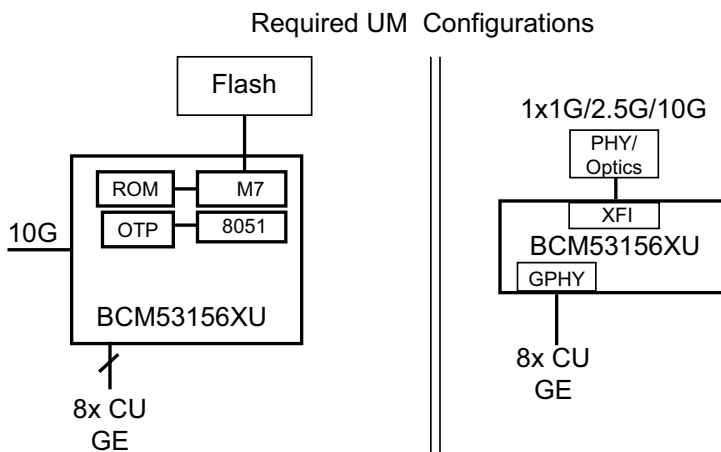 Required UM Configurations
Flash
ROM
M7
OTP
8051
10G
BCM53156XU
8x CU
GE
1x1G/2.5G/10G
PHY/
Optics
XFI
BCM53156XU
GPHY
8x CU
GE